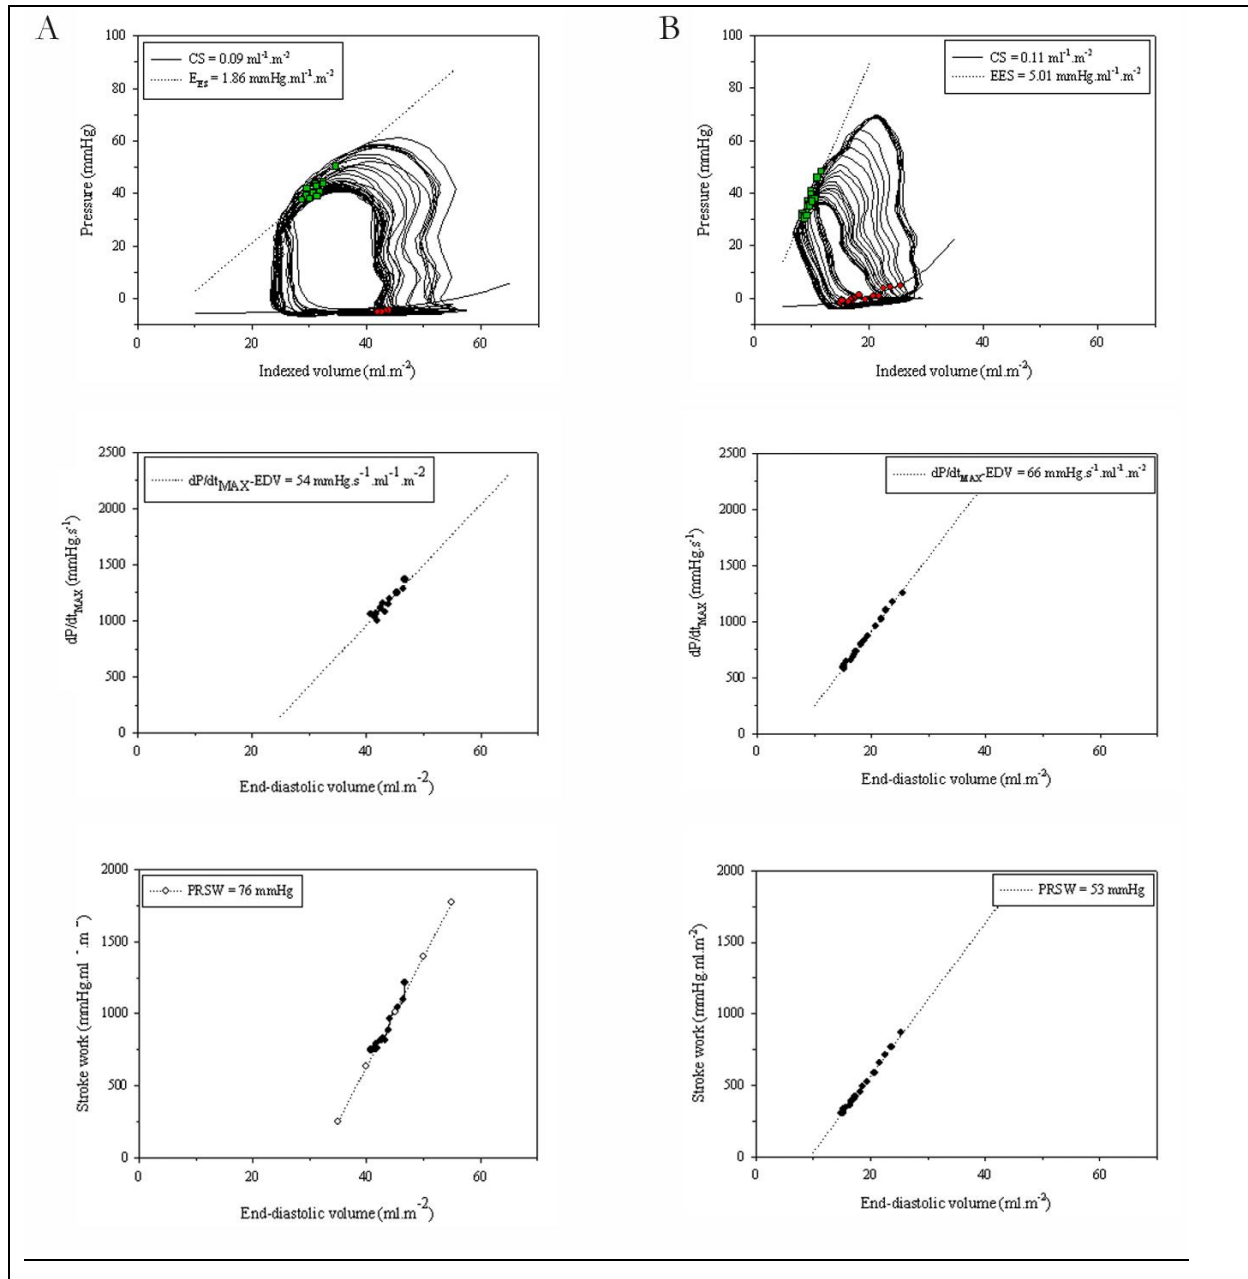 A
B
CS = 0.09 ml⁻¹.m⁻²
E_ES = 1.86 mmHg.ml⁻¹.m⁻²
100
80
60
40
20
0
Pressure (mmHg)
0 20 40 60
Indexed volume (ml.m⁻²)
CS = 0.11 ml⁻¹.m⁻²
EES = 5.01 mmHg.ml⁻¹.m⁻²
100
80
60
40
20
0
Pressure (mmHg)
0 20 40 60
Indexed volume (ml.m⁻²)
dP/dt_MAX-EDV = 54 mmHg.s⁻¹.ml⁻¹.m⁻²
2500
2000
1500
1000
500
0
dP/dt_MAX (mmHg.s⁻¹)
0 20 40 60
End-diastolic volume (ml.m⁻²)
dP/dt_MAX-EDV = 66 mmHg.s⁻¹.ml⁻¹.m⁻²
2500
2000
1500
1000
500
0
dP/dt_MAX (mmHg.s⁻¹)
0 20 40 60
End-diastolic volume (ml.m⁻²)
PRSW = 76 mmHg
2000
1500
1000
500
0
Stroke work (mmHg.ml⁻.m⁻)
0 20 40 60
End-diastolic volume (ml.m⁻²)
PRSW = 53 mmHg
2000
1500
1000
500
0
Stroke work (mmHg.ml.m⁻²)
0 20 40 60
End-diastolic volume (ml.m⁻²)